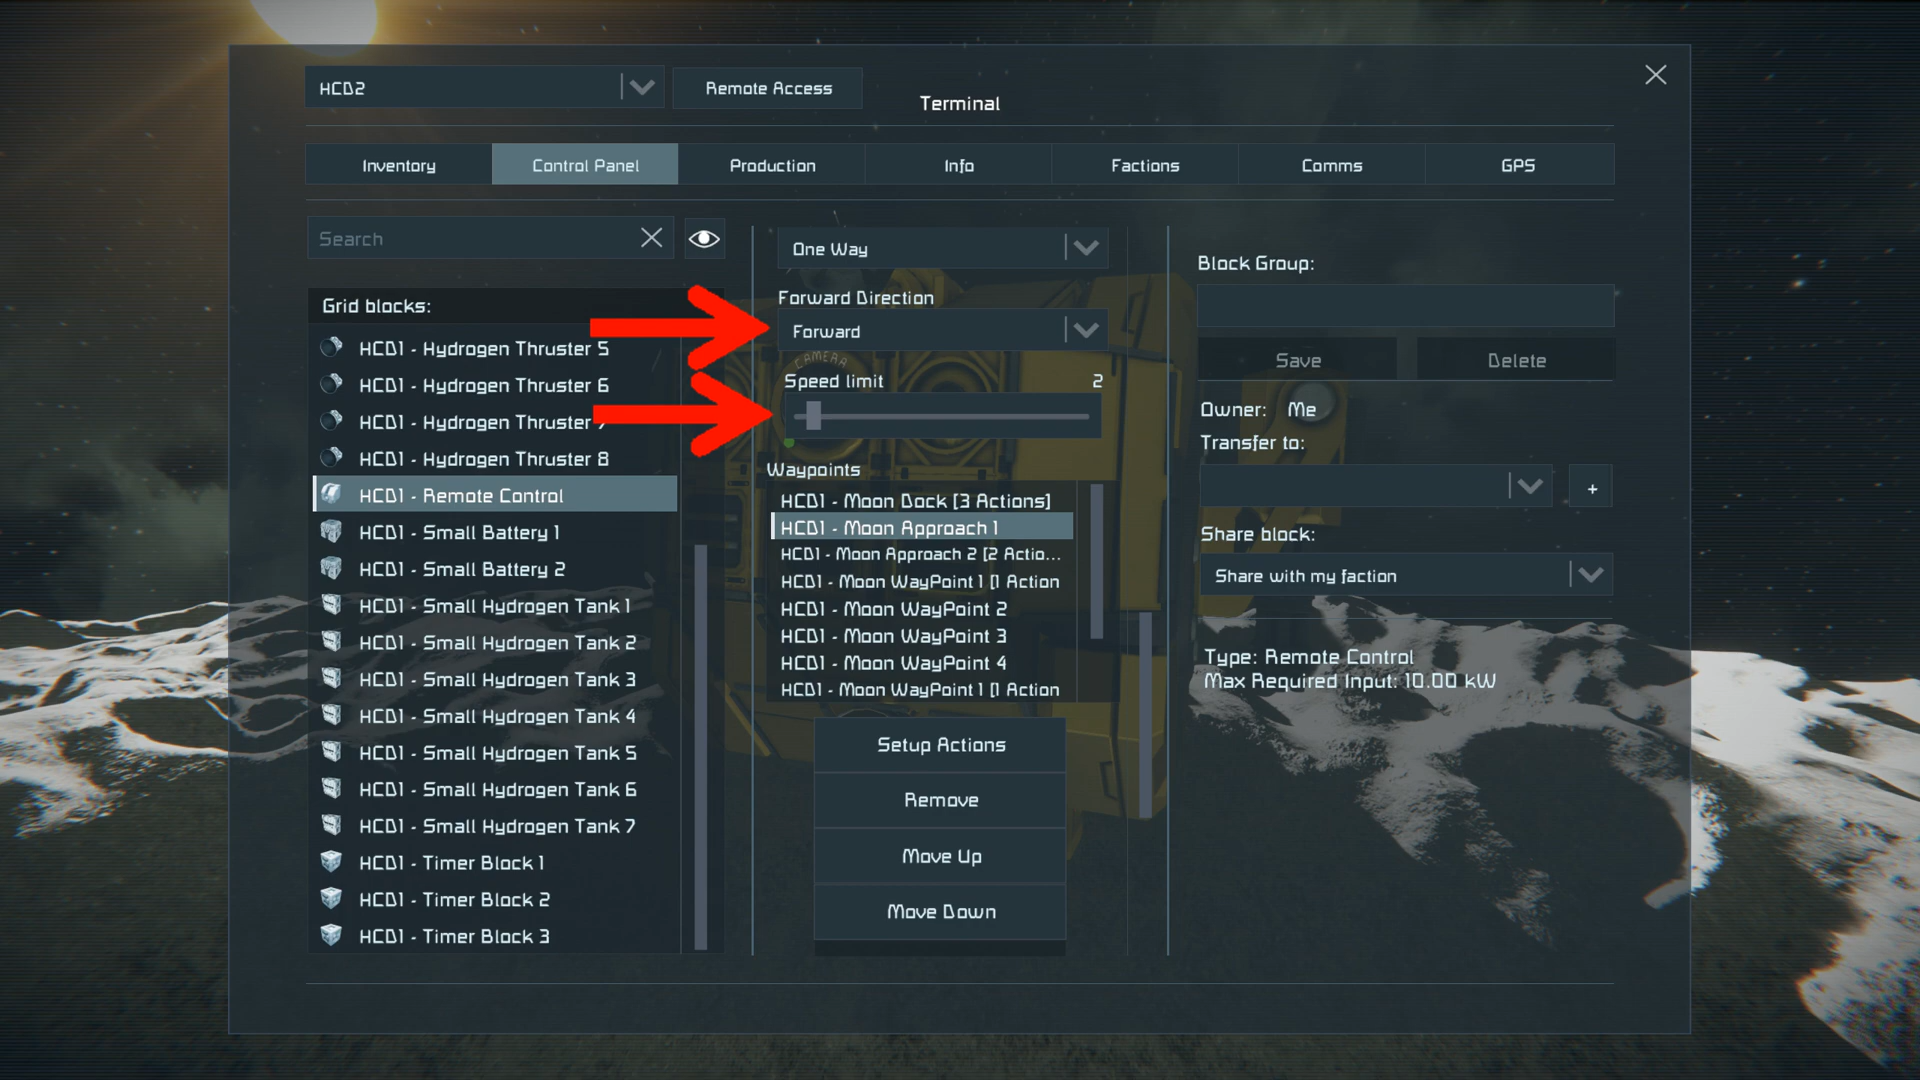 HCD2
Remote Access
Terminal
Inventory
Control Panel
Production
Info
Factions
Comms
GPS
Search
Grid blocks:
HCD1 - Hydrogen Thruster 5
HCD1 - Hydrogen Thruster 6
HCD1 - Hydrogen Thruster 7
HCD1 - Hydrogen Thruster 8
HCD1 - Remote Control
HCD1 - Small Battery 1
HCD1 - Small Battery 2
HCD1 - Small Hydrogen Tank 1
HCD1 - Small Hydrogen Tank 2
HCD1 - Small Hydrogen Tank 3
HCD1 - Small Hydrogen Tank 4
HCD1 - Small Hydrogen Tank 5
HCD1 - Small Hydrogen Tank 6
HCD1 - Small Hydrogen Tank 7
HCD1 - Timer Block 1
HCD1 - Timer Block 2
HCD1 - Timer Block 3
One Way
Forward Direction
Forward
CAMERA
Speed limit 2
Waypoints
HCD1 - Moon Dock [3 Actions]
HCD1 - Moon Approach 1
HCD1 - Moon Approach 2 [2 Actio...
HCD1 - Moon WayPoint 1 [1 Action
HCD1 - Moon WayPoint 2
HCD1 - Moon WayPoint 3
HCD1 - Moon WayPoint 4
HCD1 - Moon WayPoint 1 [1 Action
Setup Actions
Remove
Move Up
Move Down
Block Group:
Save
Delete
Owner: Me
Transfer to:
+
Share block:
Share with my faction
Type: Remote Control
Max Required Input: 10.00 kW